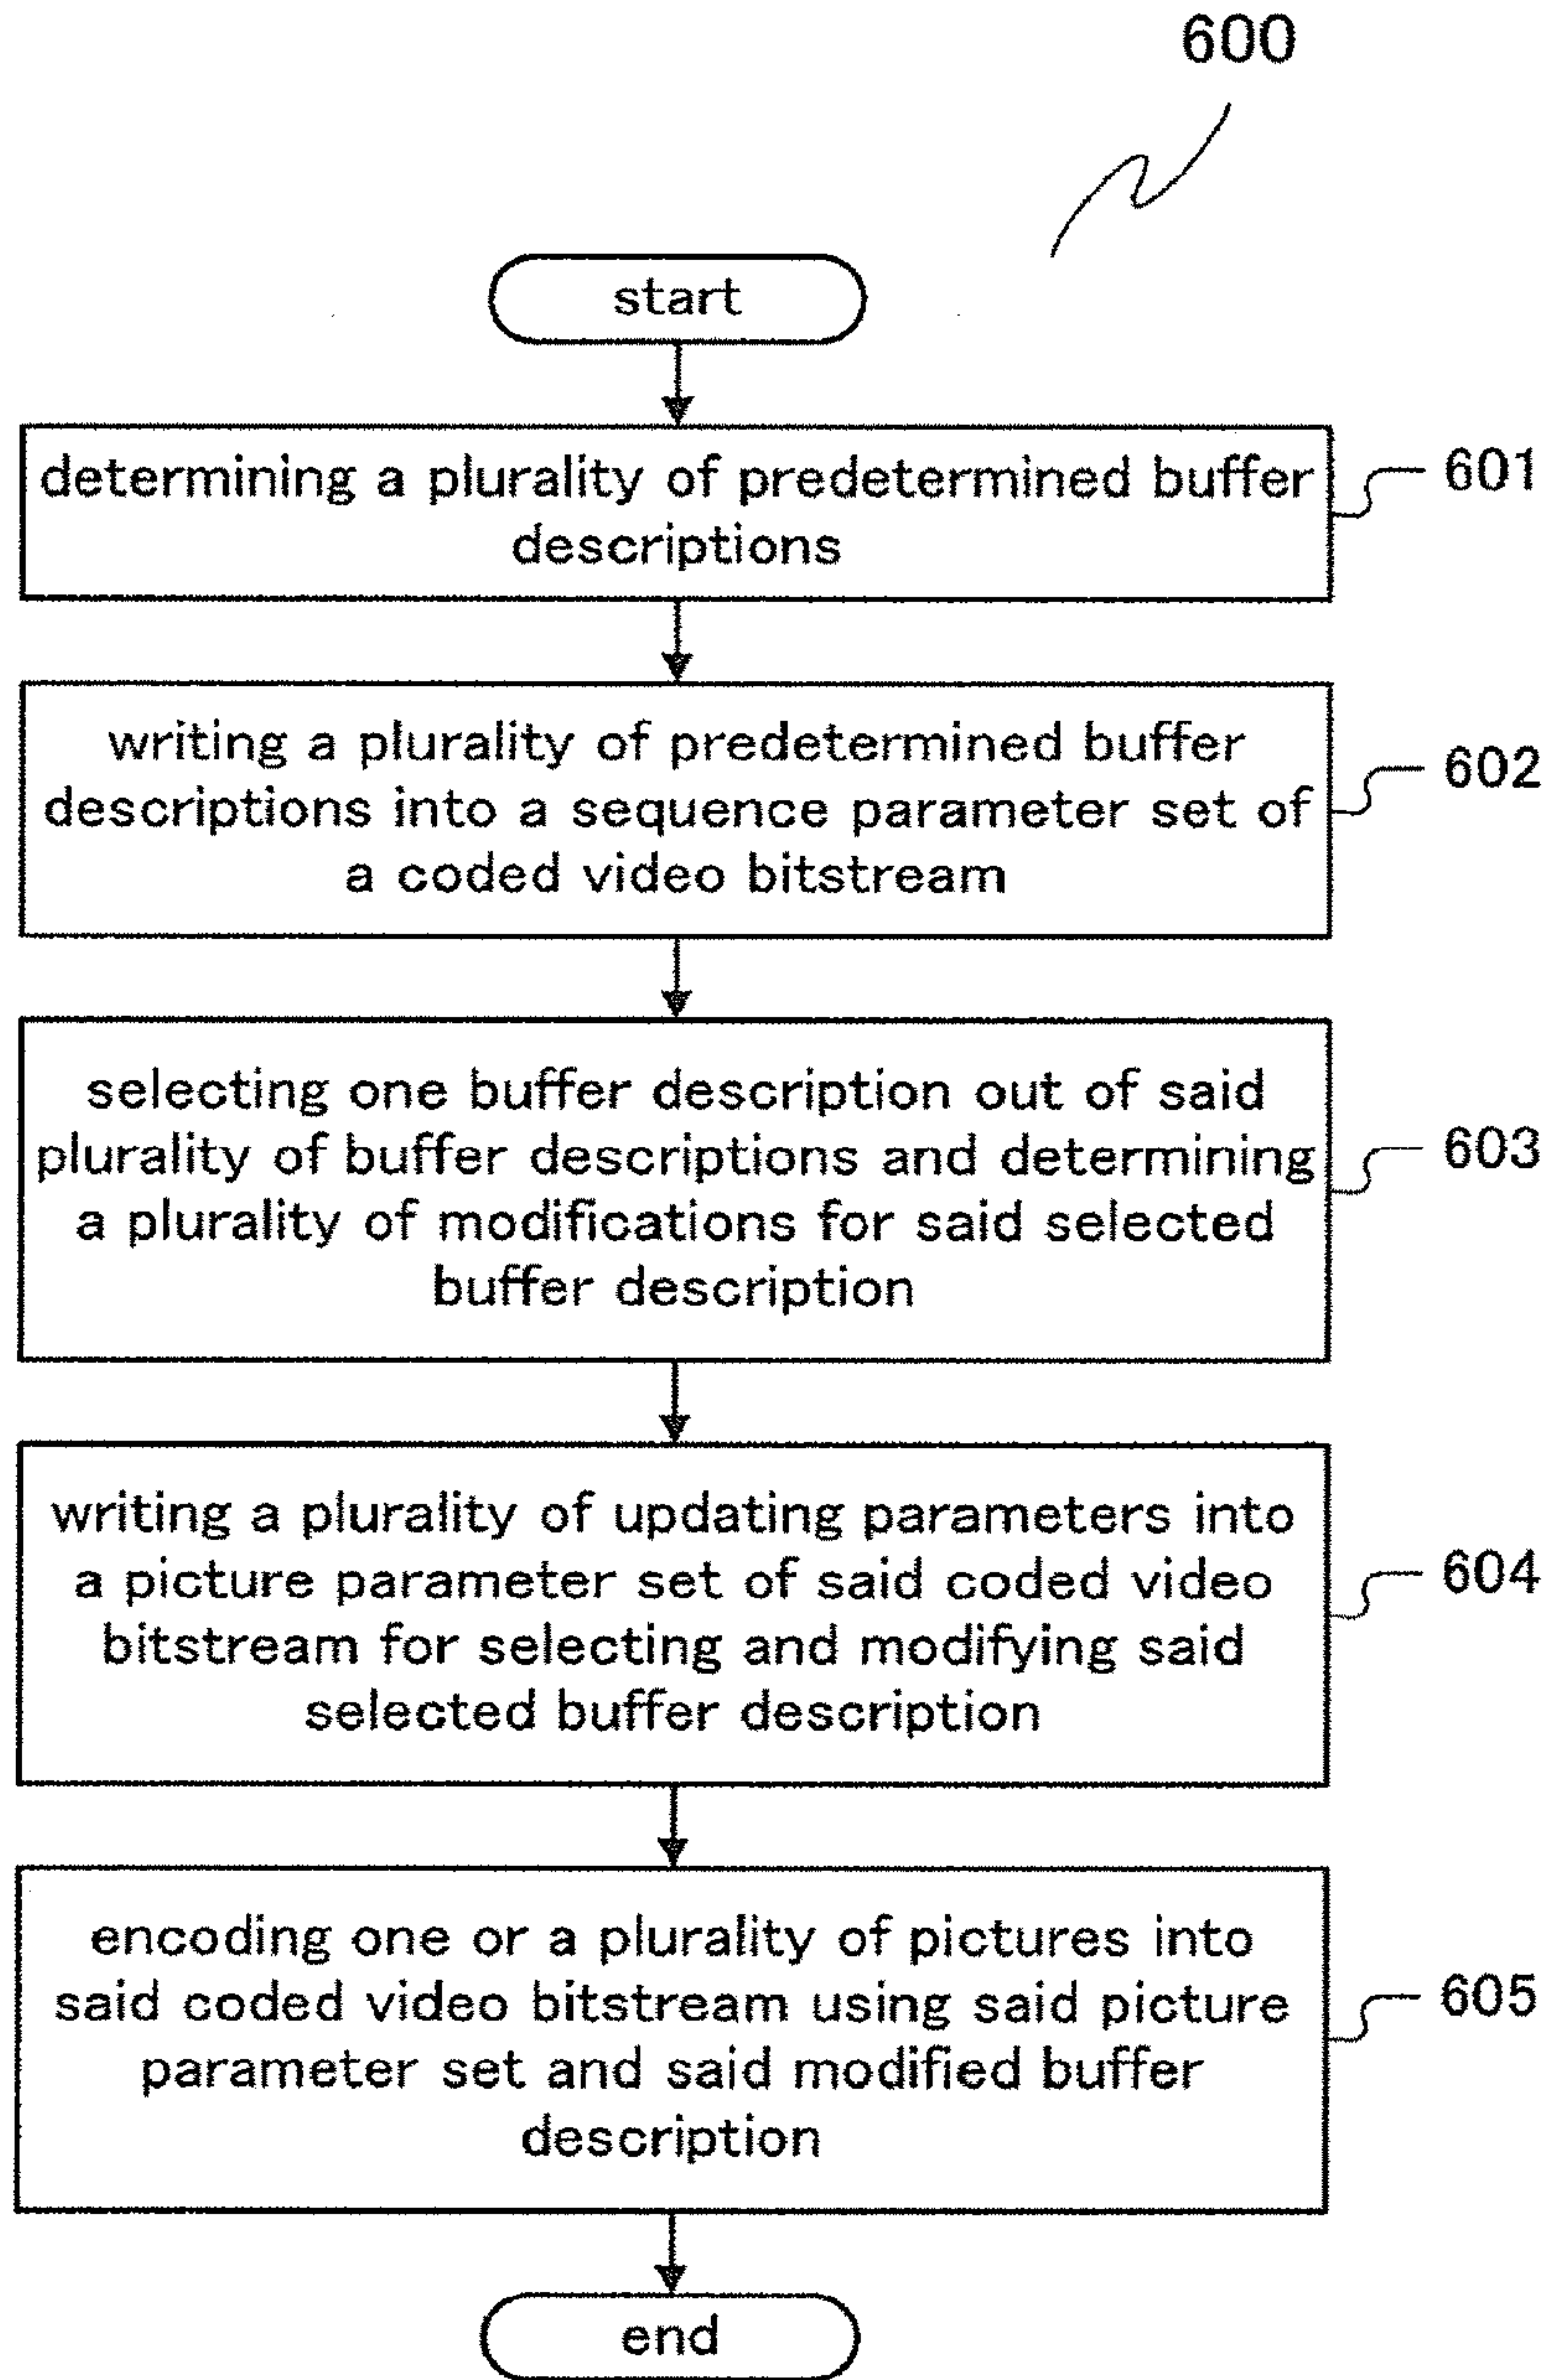 600
start
determining a plurality of predetermined buffer
descriptions
601
writing a plurality of predetermined buffer
descriptions into a sequence parameter set of
a coded video bitstream
602
selecting one buffer description out of said
plurality of buffer descriptions and determining
a plurality of modifications for said selected
buffer description
603
writing a plurality of updating parameters into
a picture parameter set of said coded video
bitstream for selecting and modifying said
selected buffer description
604
encoding one or a plurality of pictures into
said coded video bitstream using said picture
parameter set and said modified buffer
description
605
end